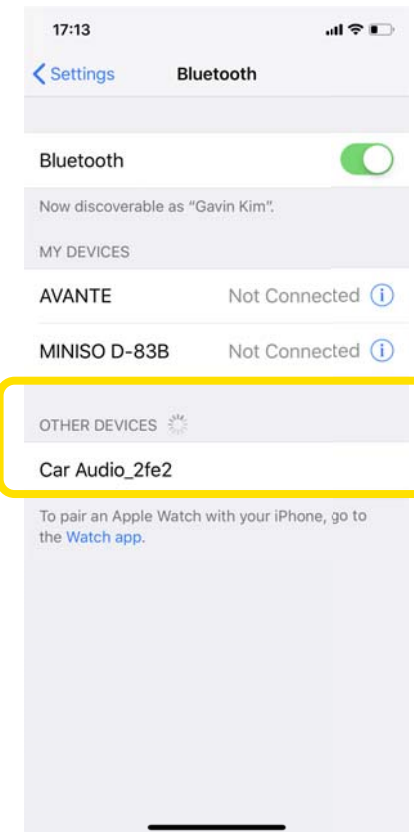 17:13
Settings Bluetooth
Bluetooth
Now discoverable as “Gavin Kim”.
MY DEVICES
AVANTE Not Connected
MINISO D-83B Not Connected
OTHER DEVICES
Car Audio_2fe2
To pair an Apple Watch with your iPhone, go to
the Watch app.